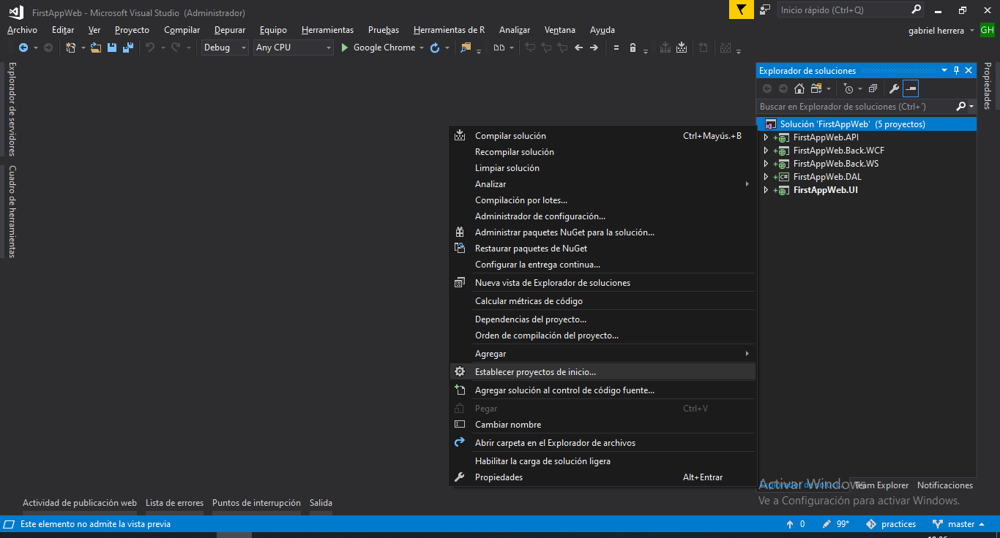 FirstAppWeb - Microsoft Visual Studio (Administrador)
Inicio rápido (Ctrl+Q)
Archivo Editar Ver Proyecto Compilar Depurar Equipo Herramientas Pruebas Herramientas de R Analizar Ventana Ayuda
gabriel herrera GH
Debug Any CPU Google Chrome
Explorador de servidores
Cuadro de herramientas
Explorador de soluciones
Buscar en Explorador de soluciones (Ctrl+´)
Solución 'FirstAppWeb' (5 proyectos)
FirstAppWeb.API
FirstAppWeb.Back.WCF
FirstAppWeb.Back.WS
C# FirstAppWeb.DAL
FirstAppWeb.UI
Propiedades
Compilar solución Ctrl+Mayús.+B
Recompilar solución
Limpiar solución
Analizar
Compilación por lotes...
Administrador de configuración...
Administrar paquetes NuGet para la solución...
Restaurar paquetes de NuGet
Configurar la entrega continua...
Nueva vista de Explorador de soluciones
Calcular métricas de código
Dependencias del proyecto...
Orden de compilación del proyecto...
Agregar
Establecer proyectos de inicio...
Agregar solución al control de código fuente...
Pegar Ctrl+V
Cambiar nombre
Abrir carpeta en el Explorador de archivos
Habilitar la carga de solución ligera
Propiedades Alt+Entrar
Explorador de soluci... Team Explorer Notificaciones
Activar Windows
Ve a Configuración para activar Windows.
Actividad de publicación web Lista de errores Puntos de interrupción Salida
Este elemento no admite la vista previa
0 99* practices master